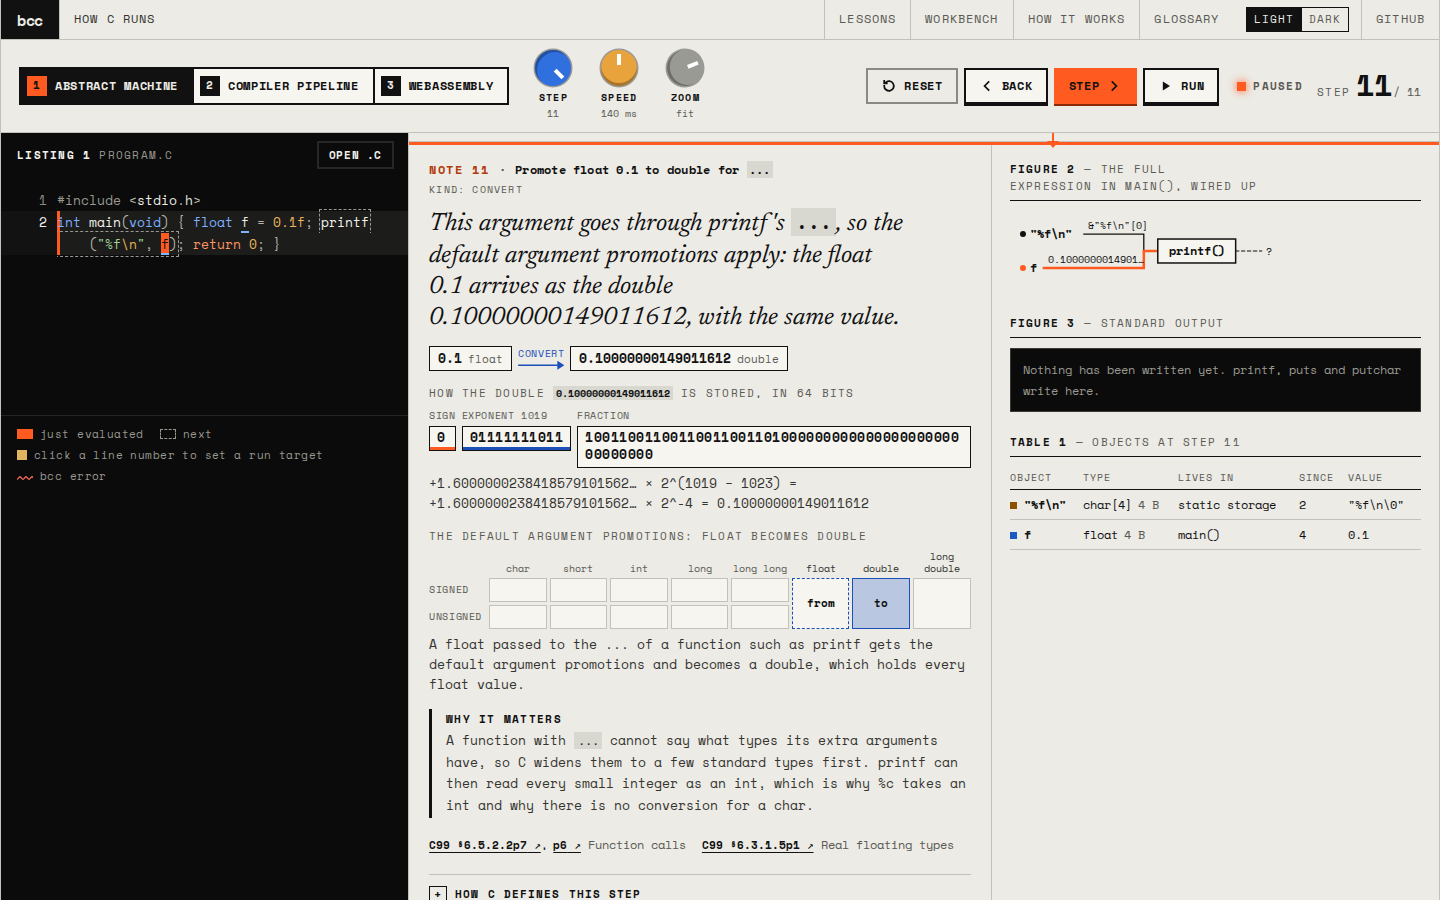 bcc HOW C RUNS LESSONS WORKBENCH HOW IT WORKS GLOSSARY LIGHT DARK GITHUB
1 ABSTRACT MACHINE 2 COMPILER PIPELINE 3 WEBASSEMBLY
STEP
11
SPEED
140 ms
ZOOM
fit
RESET BACK STEP RUN PAUSED STEP 11 / 11
LISTING 1 PROGRAM.C OPEN .C
1 #include <stdio.h>
2 int main(void) { float f = 0.1f; printf
("%f\n", f); return 0; }
just evaluated next
click a line number to set a run target
bcc error
NOTE 11 · Promote float 0.1 to double for ...
KIND: CONVERT
This argument goes through printf's ..., so the
default argument promotions apply: the float
0.1 arrives as the double
0.10000000149011612, with the same value.
0.1 float CONVERT 0.10000000149011612 double
HOW THE DOUBLE 0.10000000149011612 IS STORED, IN 64 BITS
SIGN EXPONENT 1019 FRACTION
0 01111111011 10011001100110011001101000000000000000000000
00000000
+1.6000000238418579101562… × 2^(1019 − 1023) =
+1.6000000238418579101562… × 2^-4 = 0.10000000149011612
THE DEFAULT ARGUMENT PROMOTIONS: FLOAT BECOMES DOUBLE
char short int long long long float double long double
SIGNED
UNSIGNED
from to
A float passed to the ... of a function such as printf gets the
default argument promotions and becomes a double, which holds every
float value.
WHY IT MATTERS
A function with ... cannot say what types its extra arguments
have, so C widens them to a few standard types first. printf can
then read every small integer as an int, which is why %c takes an
int and why there is no conversion for a char.
C99 §6.5.2.2p7 ↗, p6 ↗ Function calls C99 §6.3.1.5p1 ↗ Real floating types
+ HOW C DEFINES THIS STEP
FIGURE 2 — THE FULL
EXPRESSION IN MAIN(), WIRED UP
"%f\n" &"%f\n"[0]
printf() ?
f 0.1000000014901…
FIGURE 3 — STANDARD OUTPUT
Nothing has been written yet. printf, puts and putchar
write here.
TABLE 1 — OBJECTS AT STEP 11
OBJECT TYPE LIVES IN SINCE VALUE
"%f\n" char[4] 4 B static storage 2 "%f\n\0"
f float 4 B main() 4 0.1